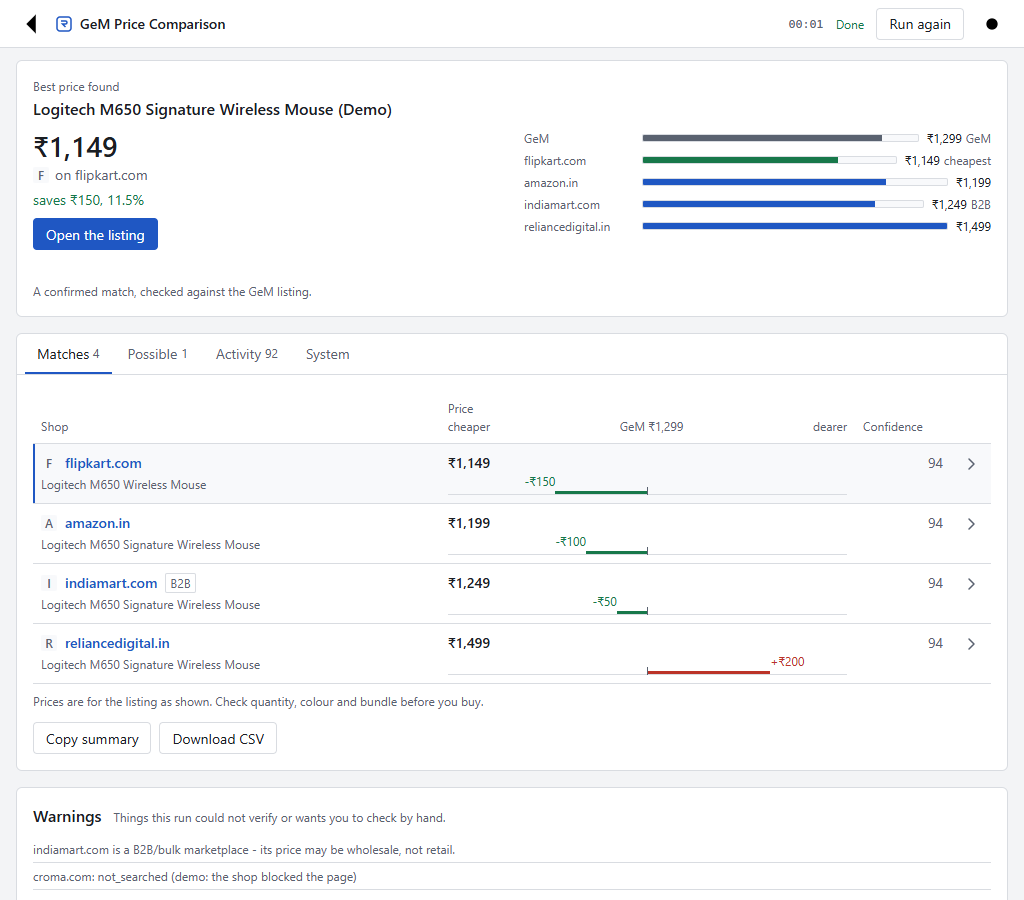 GeM Price Comparison
00:01 Done Run again
Best price found
Logitech M650 Signature Wireless Mouse (Demo)
₹1,149
F on flipkart.com
saves ₹150, 11.5%
Open the listing
GeM ₹1,299 GeM
flipkart.com ₹1,149 cheapest
amazon.in ₹1,199
indiamart.com ₹1,249 B2B
reliancedigital.in ₹1,499
A confirmed match, checked against the GeM listing.
Matches 4 Possible 1 Activity 92 System
Price
Shop cheaper GeM ₹1,299 dearer Confidence
F flipkart.com ₹1,149 94
-₹150
Logitech M650 Wireless Mouse
A amazon.in ₹1,199 94
-₹100
Logitech M650 Signature Wireless Mouse
I indiamart.com B2B ₹1,249 94
-₹50
Logitech M650 Signature Wireless Mouse
R reliancedigital.in ₹1,499 94
+₹200
Logitech M650 Signature Wireless Mouse
Prices are for the listing as shown. Check quantity, colour and bundle before you buy.
Copy summary Download CSV
Warnings Things this run could not verify or wants you to check by hand.
indiamart.com is a B2B/bulk marketplace - its price may be wholesale, not retail.
croma.com: not_searched (demo: the shop blocked the page)